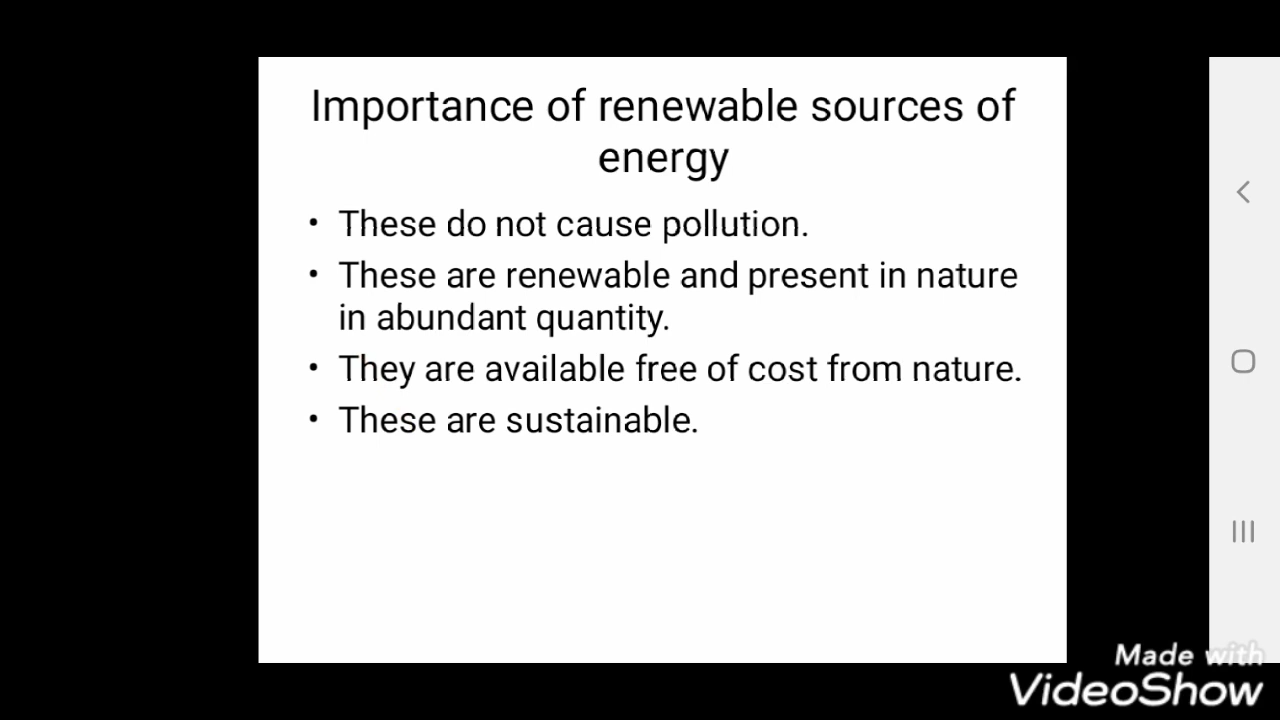 Importance of renewable sources of
energy
• These do not cause pollution.
• These are renewable and present in nature
in abundant quantity.
• They are available free of cost from nature.
• These are sustainable.
Made with
VideoShow